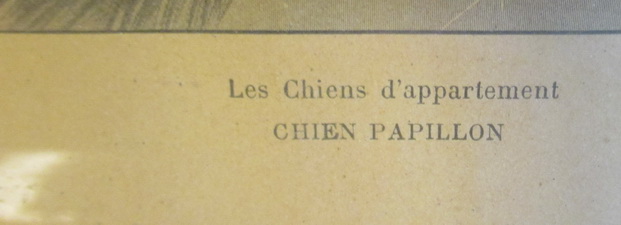 Les Chiens d'appartement
CHIEN PAPILLON